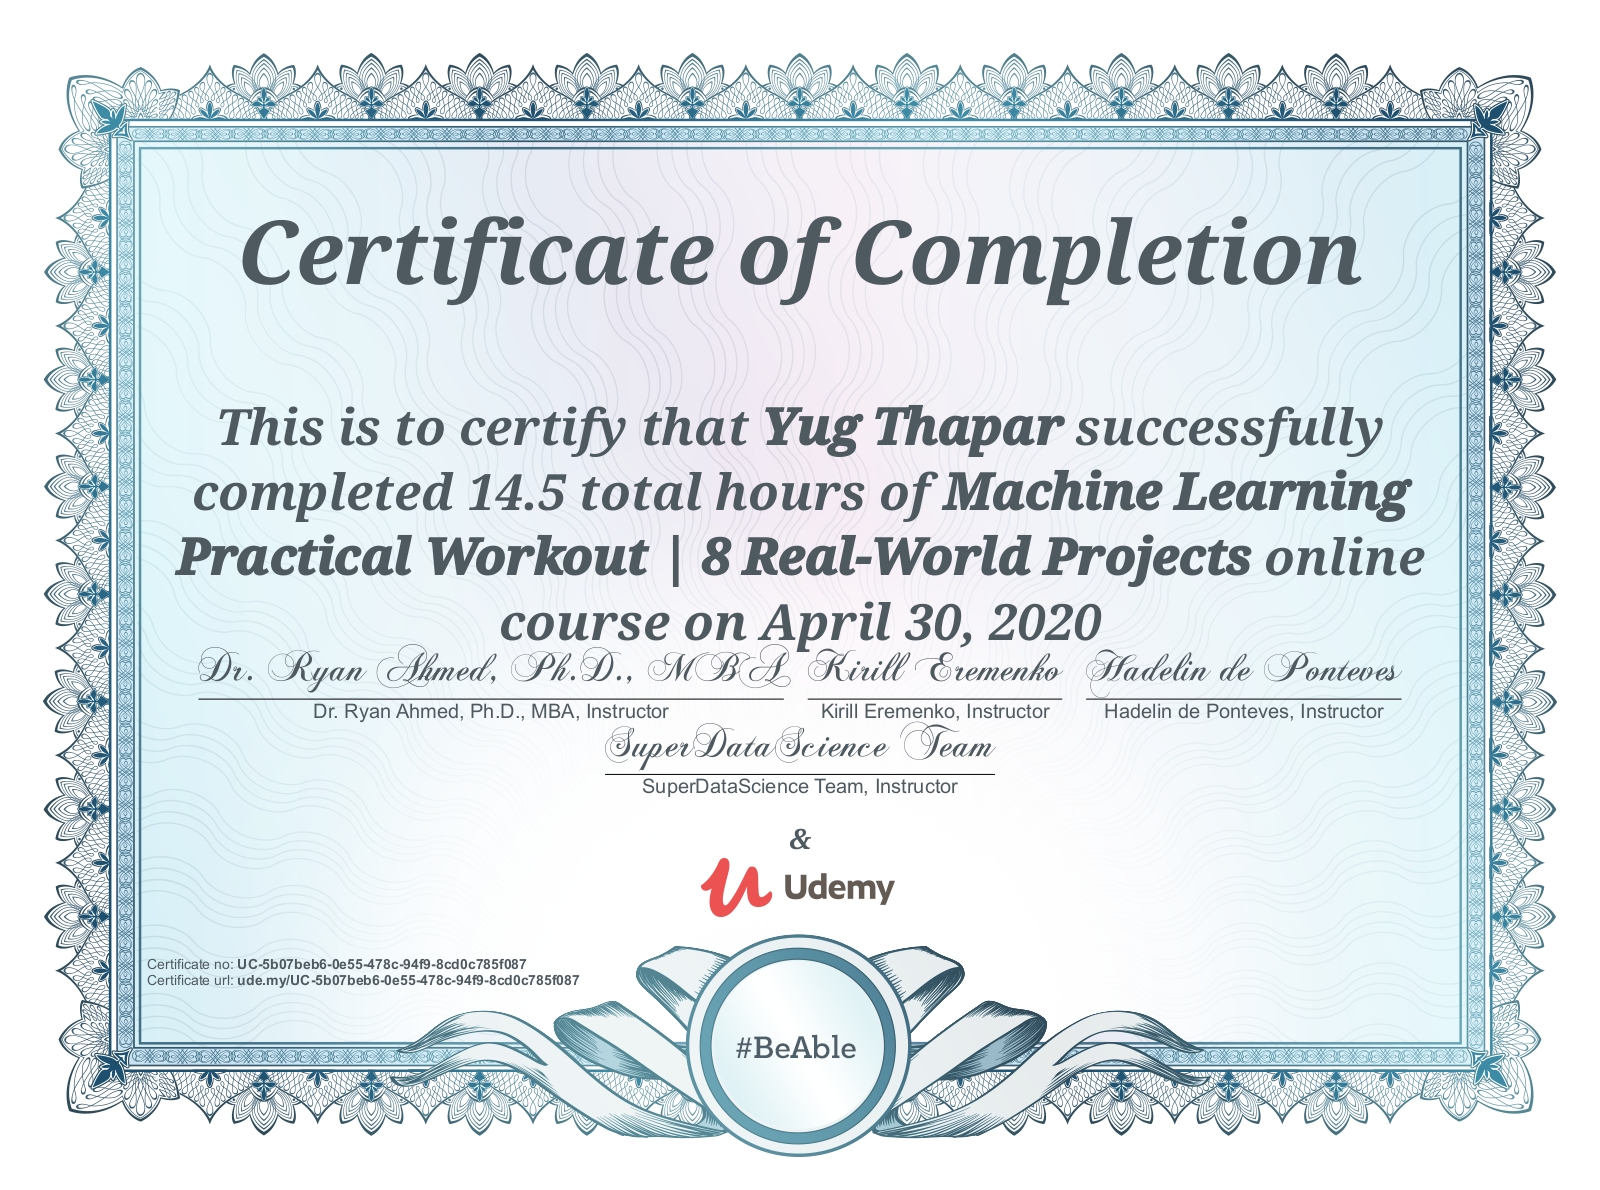 Certificate of Completion
This is to certify that Yug Thapar successfully
completed 14.5 total hours of Machine Learning
Practical Workout | 8 Real-World Projects online
course on April 30, 2020
Dr. Ryan Ahmed, Ph.D., MBA Kirill Eremenko Hadelin de Ponteves
Dr. Ryan Ahmed, Ph.D., MBA, Instructor Kirill Eremenko, Instructor Hadelin de Ponteves, Instructor
SuperDataScience Team
SuperDataScience Team, Instructor
&
Udemy
Certificate no: UC-5b07beb6-0e55-478c-94f9-8cd0c785f087
Certificate url: ude.my/UC-5b07beb6-0e55-478c-94f9-8cd0c785f087
#BeAble